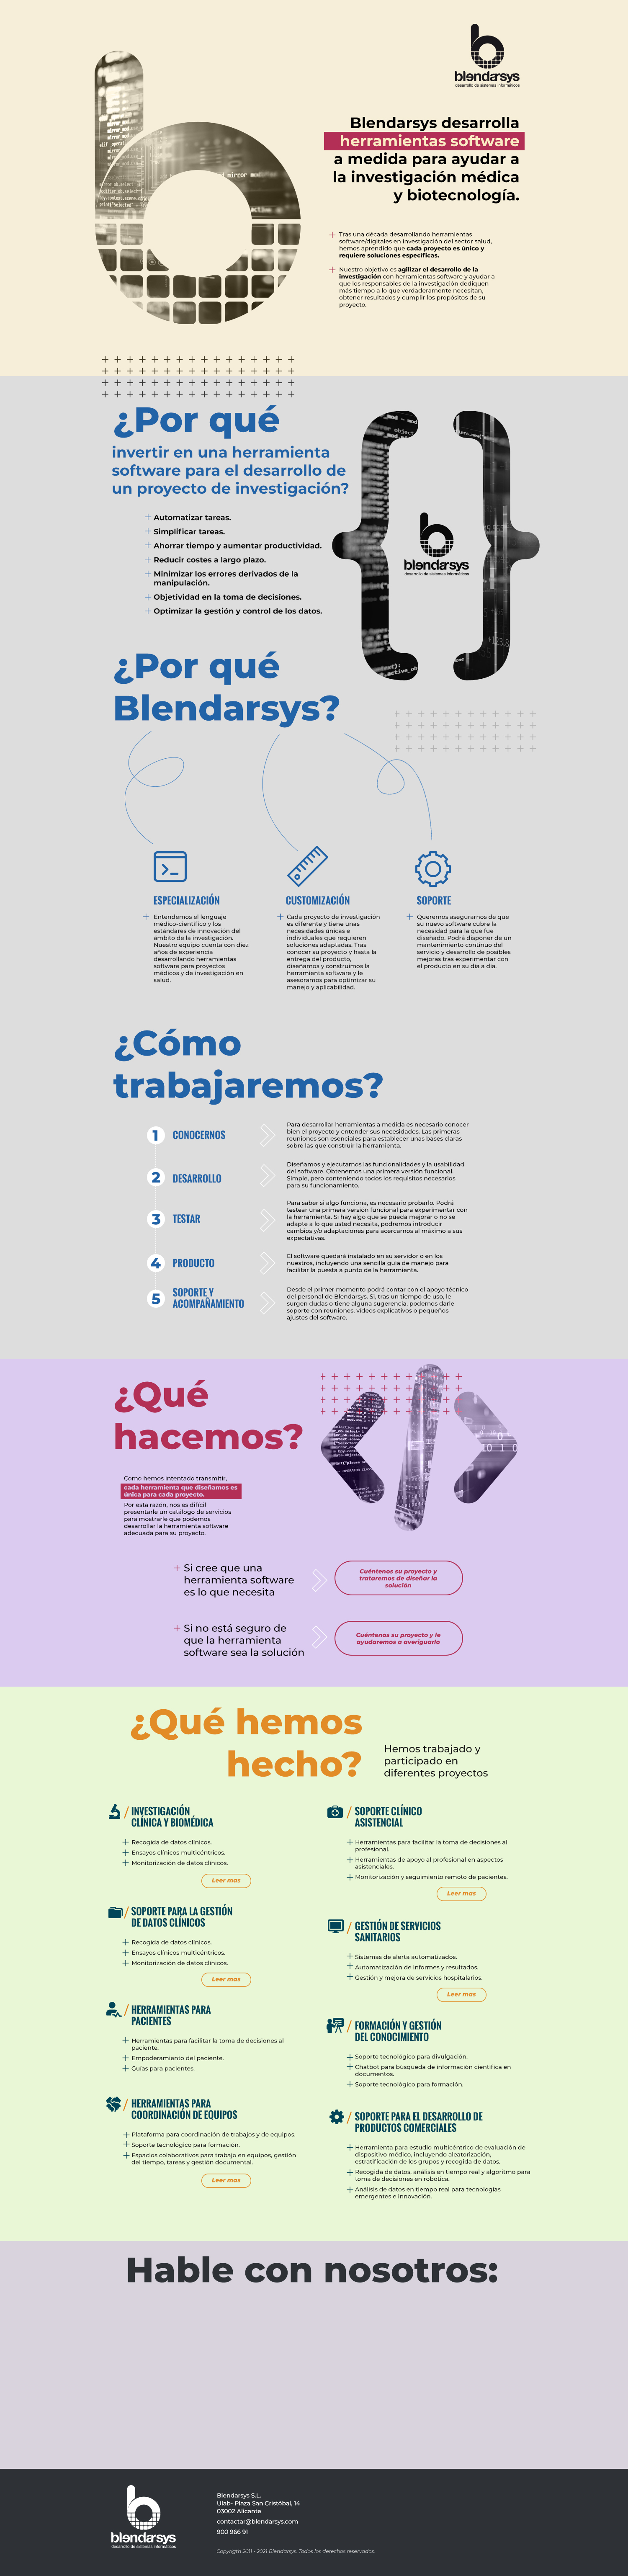 blendarsys
desarrollo de sistemas informáticos
Blendarsys desarrolla
herramientas software
a medida para ayudar a
la investigación médica
y biotecnología.
Tras una década desarrollando herramientas
software/digitales en investigación del sector salud,
hemos aprendido que cada proyecto es único y
requiere soluciones específicas.
Nuestro objetivo es agilizar el desarrollo de la
investigación con herramientas software y ayudar a
que los responsables de la investigación dediquen
más tiempo a lo que verdaderamente necesitan,
obtener resultados y cumplir los propósitos de su
proyecto.
¿Por qué
invertir en una herramienta
software para el desarrollo de
un proyecto de investigación?
Automatizar tareas.
Simplificar tareas.
Ahorrar tiempo y aumentar productividad.
Reducir costes a largo plazo.
Minimizar los errores derivados de la
manipulación.
Objetividad en la toma de decisiones.
Optimizar la gestión y control de los datos.
blendarsys
desarrollo de sistemas informáticos
¿Por qué
Blendarsys?
ESPECIALIZACIÓN
Entendemos el lenguaje
médico-científico y los
estándares de innovación del
ámbito de la investigación.
Nuestro equipo cuenta con diez
años de experiencia
desarrollando herramientas
software para proyectos
médicos y de investigación en
salud.
CUSTOMIZACIÓN
Cada proyecto de investigación
es diferente y tiene unas
necesidades únicas e
individuales que requieren
soluciones adaptadas. Tras
conocer su proyecto y hasta la
entrega del producto,
diseñamos y construimos la
herramienta software y le
asesoramos para optimizar su
manejo y aplicabilidad.
SOPORTE
Queremos asegurarnos de que
su nuevo software cubre la
necesidad para la que fue
diseñado. Podrá disponer de un
mantenimiento continuo del
servicio y desarrollo de posibles
mejoras tras experimentar con
el producto en su día a día.
¿Cómo
trabajaremos?
1 CONOCERNOS
Para desarrollar herramientas a medida es necesario conocer
bien el proyecto y entender sus necesidades. Las primeras
reuniones son esenciales para establecer unas bases claras
sobre las que construir la herramienta.
2 DESARROLLO
Diseñamos y ejecutamos las funcionalidades y la usabilidad
del software. Obtenemos una primera versión funcional.
Simple, pero conteniendo todos los requisitos necesarios
para su funcionamiento.
3 TESTAR
Para saber si algo funciona, es necesario probarlo. Podrá
testear una primera versión funcional para experimentar con
la herramienta. Si hay algo que se pueda mejorar o no se
adapte a lo que usted necesita, podremos introducir
cambios y/o adaptaciones para acercarnos al máximo a sus
expectativas.
4 PRODUCTO
El software quedará instalado en su servidor o en los
nuestros, incluyendo una sencilla guía de manejo para
facilitar la puesta a punto de la herramienta.
5 SOPORTE Y
ACOMPAÑAMIENTO
Desde el primer momento podrá contar con el apoyo técnico
del personal de Blendarsys. Si, tras un tiempo de uso, le
surgen dudas o tiene alguna sugerencia, podemos darle
soporte con reuniones, vídeos explicativos o pequeños
ajustes del software.
¿Qué
hacemos?
Como hemos intentado transmitir,
cada herramienta que diseñamos es
única para cada proyecto.
Por esta razón, nos es difícil
presentarle un catálogo de servicios
para mostrarle que podemos
desarrollar la herramienta software
adecuada para su proyecto.
Si cree que una
herramienta software
es lo que necesita
Cuéntenos su proyecto y
trataremos de diseñar la
solución
Si no está seguro de
que la herramienta
software sea la solución
Cuéntenos su proyecto y le
ayudaremos a averiguarlo
¿Qué hemos
hecho?
Hemos trabajado y
participado en
diferentes proyectos
INVESTIGACIÓN
CLÍNICA Y BIOMÉDICA
Recogida de datos clínicos.
Ensayos clínicos multicéntricos.
Monitorización de datos clínicos.
Leer mas
SOPORTE PARA LA GESTIÓN
DE DATOS CLÍNICOS
Recogida de datos clínicos.
Ensayos clínicos multicéntricos.
Monitorización de datos clínicos.
Leer mas
HERRAMIENTAS PARA
PACIENTES
Herramientas para facilitar la toma de decisiones al
paciente.
Empoderamiento del paciente.
Guías para pacientes.
HERRAMIENTAS PARA
COORDINACIÓN DE EQUIPOS
Plataforma para coordinación de trabajos y de equipos.
Soporte tecnológico para formación.
Espacios colaborativos para trabajo en equipos, gestión
del tiempo, tareas y gestión documental.
Leer mas
SOPORTE CLÍNICO
ASISTENCIAL
Herramientas para facilitar la toma de decisiones al
profesional.
Herramientas de apoyo al profesional en aspectos
asistenciales.
Monitorización y seguimiento remoto de pacientes.
Leer mas
GESTIÓN DE SERVICIOS
SANITARIOS
Sistemas de alerta automatizados.
Automatización de informes y resultados.
Gestión y mejora de servicios hospitalarios.
Leer mas
FORMACIÓN Y GESTIÓN
DEL CONOCIMIENTO
Soporte tecnológico para divulgación.
Chatbot para búsqueda de información científica en
documentos.
Soporte tecnológico para formación.
SOPORTE PARA EL DESARROLLO DE
PRODUCTOS COMERCIALES
Herramienta para estudio multicéntrico de evaluación de
dispositivo médico, incluyendo aleatorización,
estratificación de los grupos y recogida de datos.
Recogida de datos, análisis en tiempo real y algoritmo para
toma de decisiones en robótica.
Análisis de datos en tiempo real para tecnologías
emergentes e innovación.
Hable con nosotros:
blendarsys
desarrollo de sistemas informáticos
Blendarsys S.L.
Ulab- Plaza San Cristóbal, 14
03002 Alicante
contactar@blendarsys.com
900 966 91
Copyrigth 2011 - 2021 Blendarsys. Todos los derechos reservados.